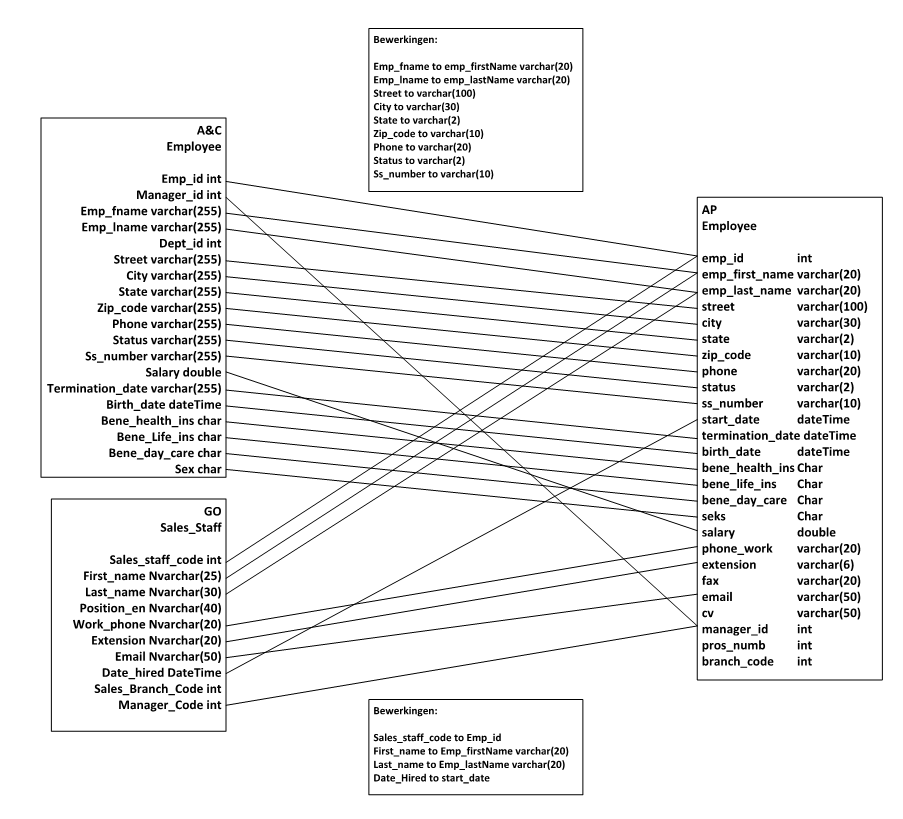 Bewerkingen:
Emp_fname to emp_firstName varchar(20)
Emp_lname to emp_lastName varchar(20)
Street to varchar(100)
City to varchar(30)
State to varchar(2)
Zip_code to varchar(10)
Phone to varchar(20)
Status to varchar(2)
Ss_number to varchar(10)
A&C
Employee
Emp_id int
Manager_id int
Emp_fname varchar(255)
Emp_lname varchar(255)
Dept_id int
Street varchar(255)
City varchar(255)
State varchar(255)
Zip_code varchar(255)
Phone varchar(255)
Status varchar(255)
Ss_number varchar(255)
Salary double
Termination_date varchar(255)
Birth_date dateTime
Bene_health_ins char
Bene_Life_ins char
Bene_day_care char
Sex char
GO
Sales_Staff
Sales_staff_code int
First_name Nvarchar(25)
Last_name Nvarchar(30)
Position_en Nvarchar(40)
Work_phone Nvarchar(20)
Extension Nvarchar(20)
Email Nvarchar(50)
Date_hired DateTime
Sales_Branch_Code int
Manager_Code int
AP
Employee
emp_id int
emp_first_name varchar(20)
emp_last_name varchar(20)
street varchar(100)
city varchar(30)
state varchar(2)
zip_code varchar(10)
phone varchar(20)
status varchar(2)
ss_number varchar(10)
start_date dateTime
termination_date dateTime
birth_date dateTime
bene_health_ins Char
bene_life_ins Char
bene_day_care Char
seks Char
salary double
phone_work varchar(20)
extension varchar(6)
fax varchar(20)
email varchar(50)
cv varchar(50)
manager_id int
pros_numb int
branch_code int
Bewerkingen:
Sales_staff_code to Emp_id
First_name to Emp_firstName varchar(20)
Last_name to Emp_lastName varchar(20)
Date_Hired to start_date